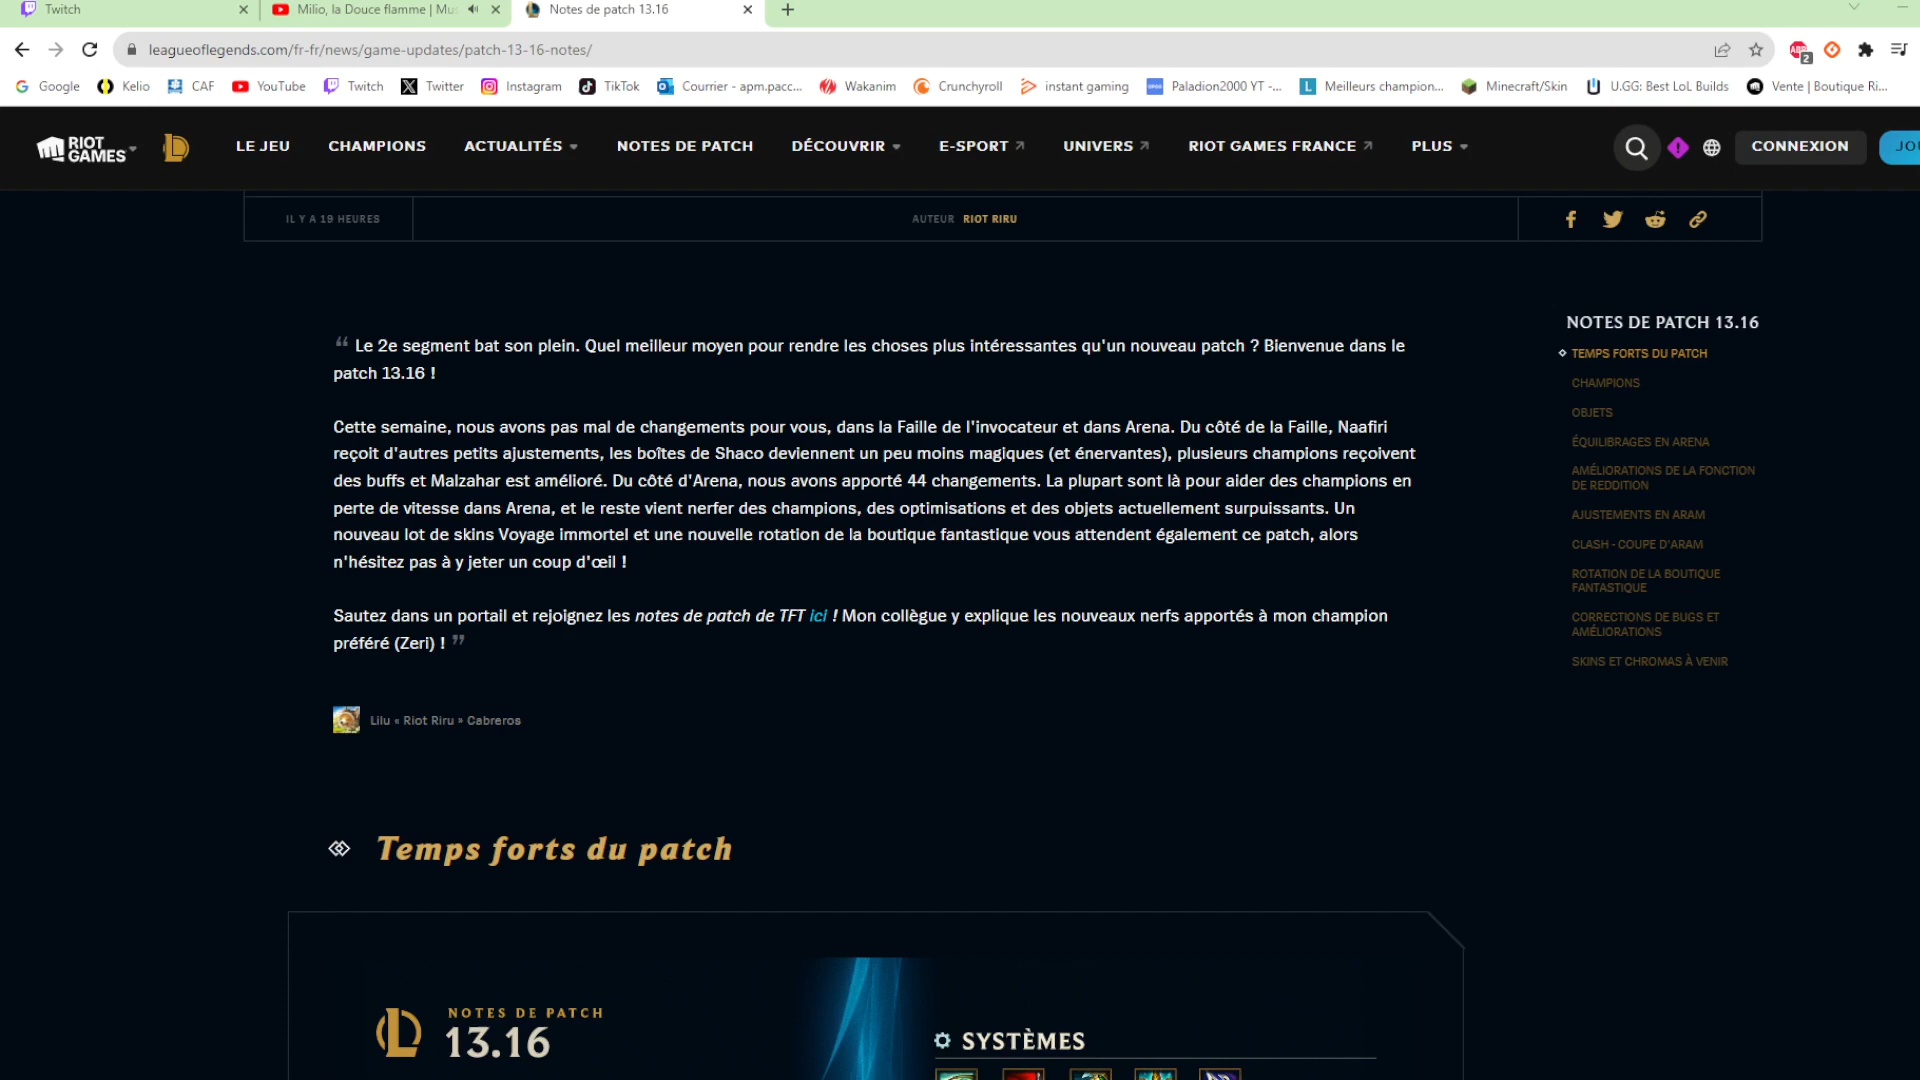 Twitch
Milio, la Douce flamme | Mu
Notes de patch 13.16
leagueoflegends.com/fr-fr/news/game-updates/patch-13-16-notes/
2
Google Kelio CAF YouTube Twitch Twitter Instagram TikTok Courrier - apm.pacc... Wakanim Crunchyroll instant gaming Paladion2000 YT -... Meilleurs champion... Minecraft/Skin U.GG: Best LoL Builds Vente | Boutique Ri...
RIOT GAMES LE JEU CHAMPIONS ACTUALITÉS NOTES DE PATCH DÉCOUVRIR E-SPORT UNIVERS RIOT GAMES FRANCE PLUS CONNEXION JOU
IL Y A 19 HEURES AUTEUR RIOT RIRU
“ Le 2e segment bat son plein. Quel meilleur moyen pour rendre les choses plus intéressantes qu'un nouveau patch ? Bienvenue dans le
patch 13.16 !
Cette semaine, nous avons pas mal de changements pour vous, dans la Faille de l'invocateur et dans Arena. Du côté de la Faille, Naafiri
reçoit d'autres petits ajustements, les boîtes de Shaco deviennent un peu moins magiques (et énervantes), plusieurs champions reçoivent
des buffs et Malzahar est amélioré. Du côté d'Arena, nous avons apporté 44 changements. La plupart sont là pour aider des champions en
perte de vitesse dans Arena, et le reste vient nerfer des champions, des optimisations et des objets actuellement surpuissants. Un
nouveau lot de skins Voyage immortel et une nouvelle rotation de la boutique fantastique vous attendent également ce patch, alors
n'hésitez pas à y jeter un coup d'œil !
Sautez dans un portail et rejoignez les notes de patch de TFT ici ! Mon collègue y explique les nouveaux nerfs apportés à mon champion
préféré (Zeri) ! ”
Lilu « Riot Riru » Cabreros
NOTES DE PATCH 13.16
TEMPS FORTS DU PATCH
CHAMPIONS
OBJETS
ÉQUILIBRAGES EN ARENA
AMÉLIORATIONS DE LA FONCTION
DE REDDITION
AJUSTEMENTS EN ARAM
CLASH - COUPE D'ARAM
ROTATION DE LA BOUTIQUE
FANTASTIQUE
CORRECTIONS DE BUGS ET
AMÉLIORATIONS
SKINS ET CHROMAS À VENIR
Temps forts du patch
NOTES DE PATCH
13.16
SYSTÈMES